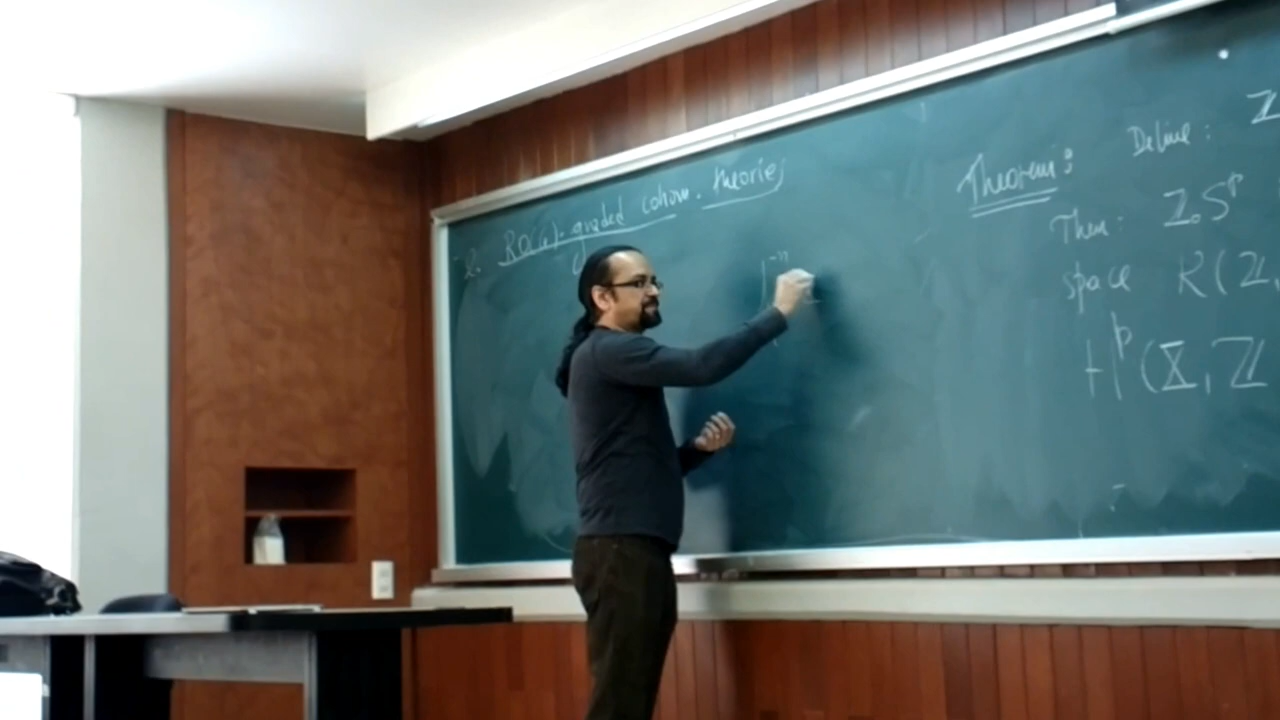 2. RO(G)-graded cohom. theories
Theorem: Define: Z
Then: Z.S^p
space K(Z,
H^p(X, Z